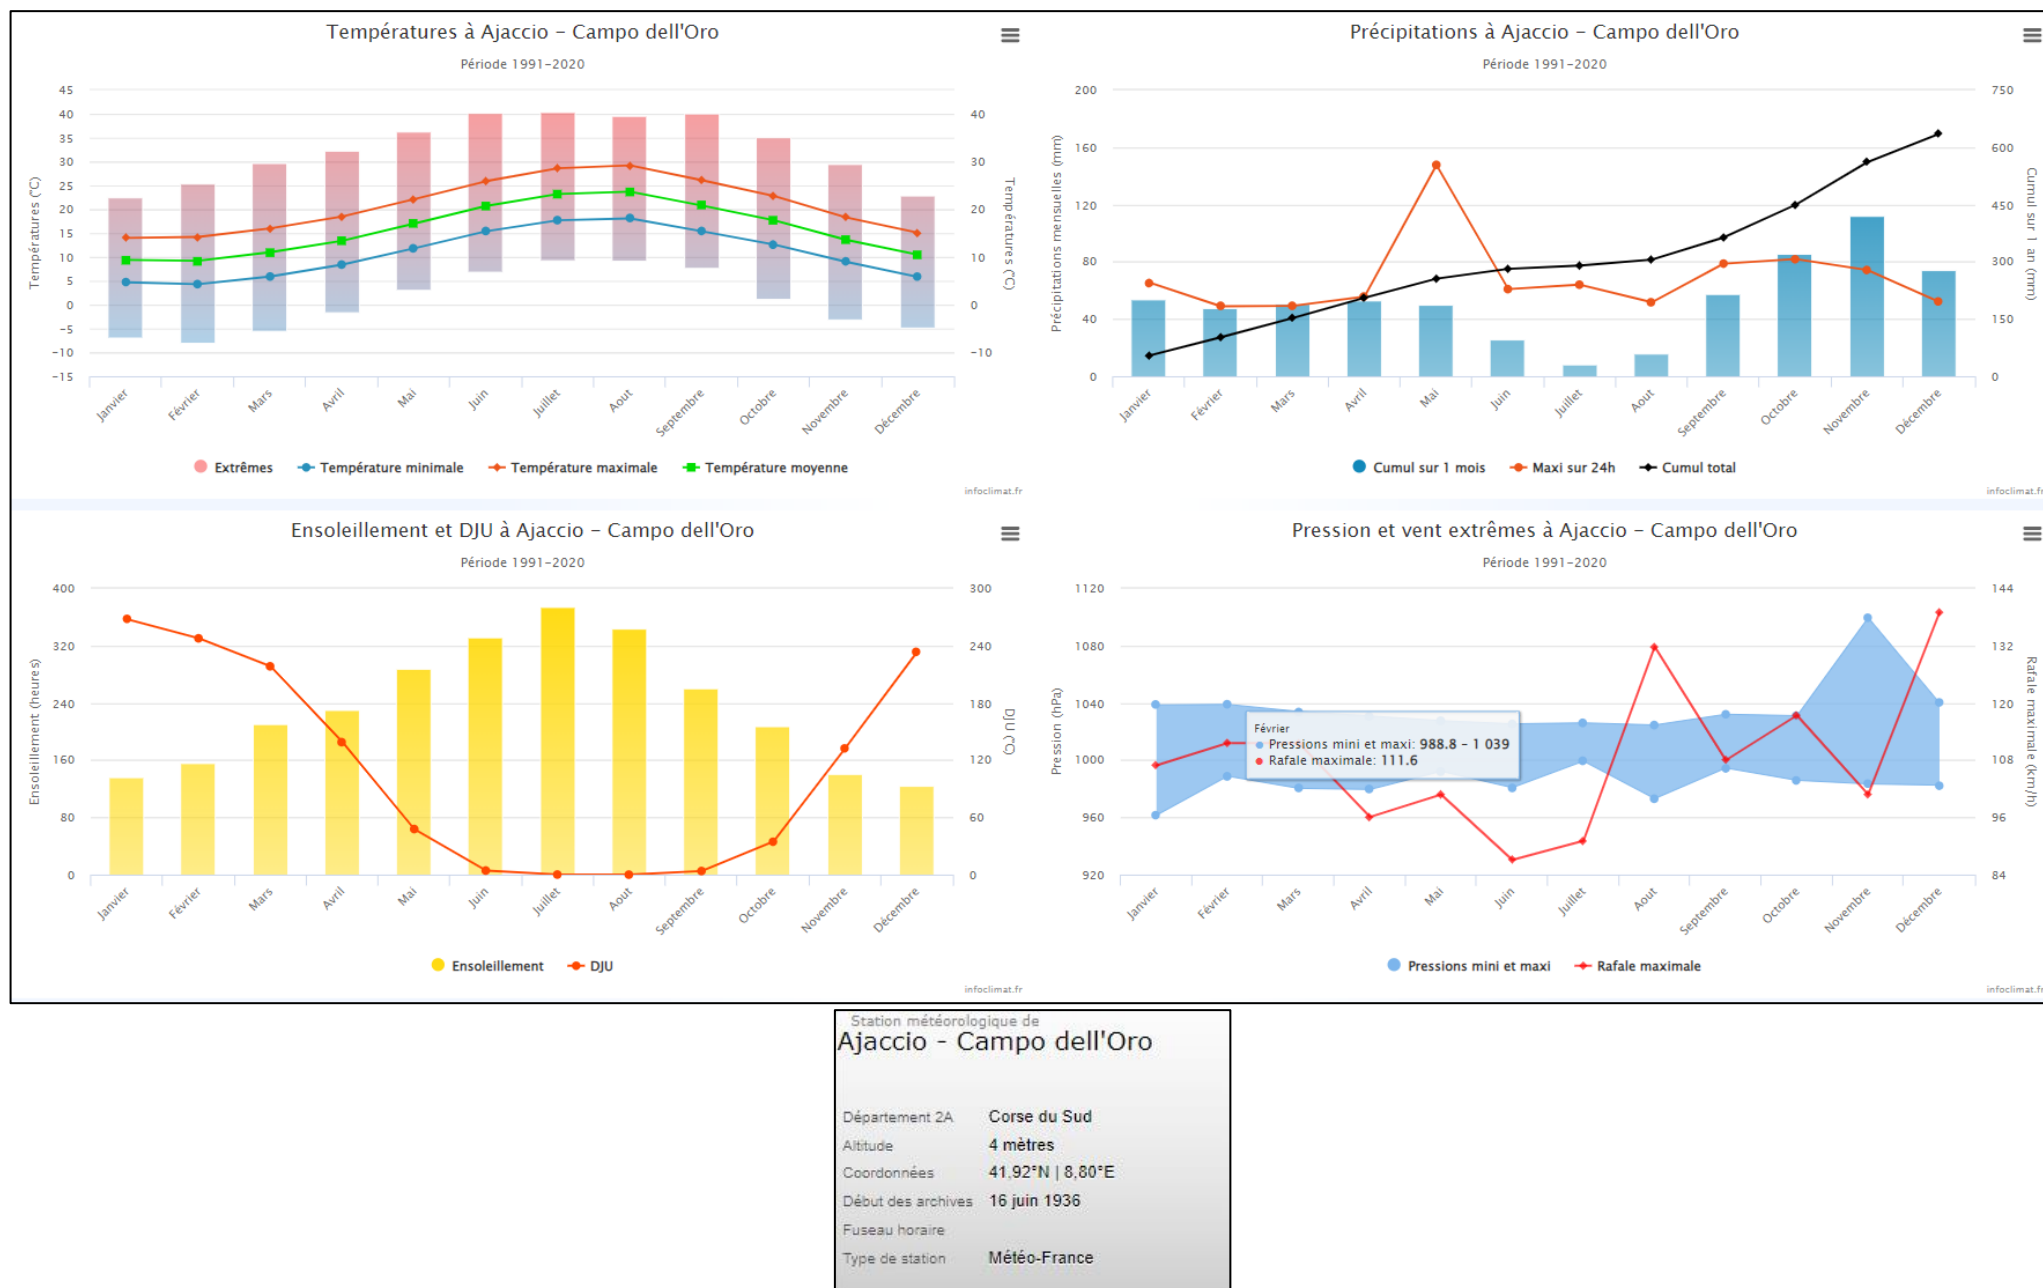 Températures à Ajaccio - Campo dell'Oro
Période 1991-2020
Températures (°C)
45
40
35
30
25
20
15
10
5
0
-5
-10
-15
40
30
20
10
0
-10
Températures (°C)
Janvier
Février
Mars
Avril
Mai
Juin
Juillet
Aout
Septembre
Octobre
Novembre
Décembre
Extrêmes Température minimale Température maximale Température moyenne
infoclimat.fr
Précipitations à Ajaccio - Campo dell'Oro
Période 1991-2020
Précipitations mensuelles (mm)
200
160
120
80
40
0
750
600
450
300
150
0
Cumul sur 1 an (mm)
Janvier
Février
Mars
Avril
Mai
Juin
Juillet
Aout
Septembre
Octobre
Novembre
Décembre
Cumul sur 1 mois Maxi sur 24h Cumul total
infoclimat.fr
Ensoleillement et DJU à Ajaccio - Campo dell'Oro
Période 1991-2020
Ensoleillement (heures)
400
320
240
160
80
0
300
240
180
120
60
0
DJU (°C)
Janvier
Février
Mars
Avril
Mai
Juin
Juillet
Aout
Septembre
Octobre
Novembre
Décembre
Ensoleillement DJU
infoclimat.fr
Pression et vent extrêmes à Ajaccio - Campo dell'Oro
Période 1991-2020
Pression (hPa)
1120
1080
1040
1000
960
920
144
132
120
108
96
84
Rafale maximale (km/h)
Février
Pressions mini et maxi: 988.8 - 1 039
Rafale maximale: 111.6
Janvier
Février
Mars
Avril
Mai
Juin
Juillet
Aout
Septembre
Octobre
Novembre
Décembre
Pressions mini et maxi Rafale maximale
infoclimat.fr
Station météorologique de
Ajaccio - Campo dell'Oro
Département 2A Corse du Sud
Altitude 4 mètres
Coordonnées 41,92°N | 8,80°E
Début des archives 16 juin 1936
Fuseau horaire
Type de station Météo-France